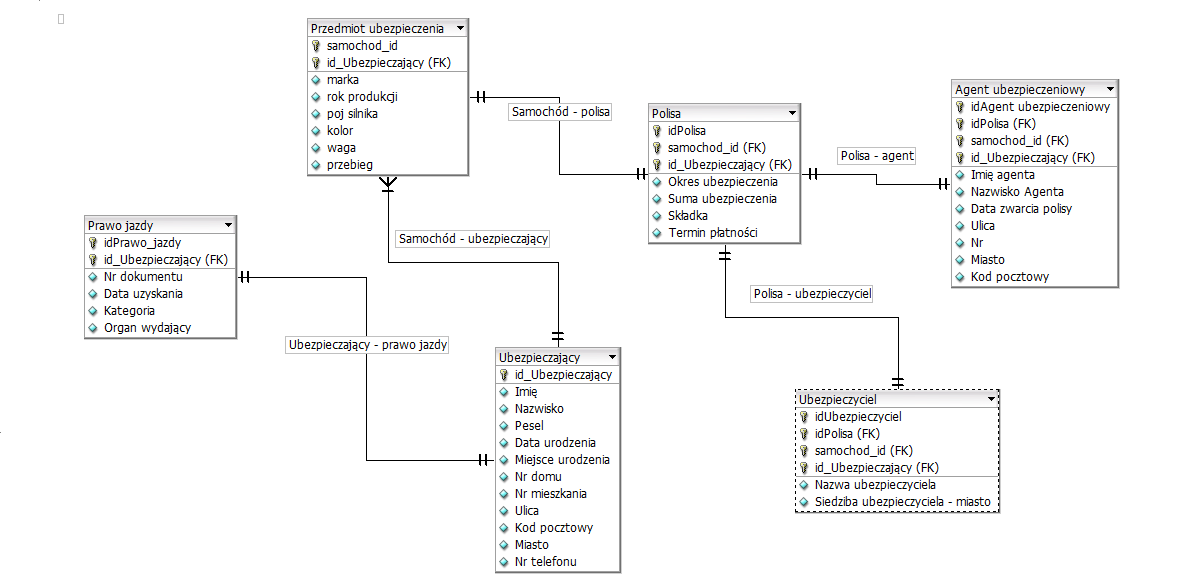 Przedmiot ubezpieczenia
samochod_id
id_Ubezpieczający (FK)
marka
rok produkcji
poj silnika
kolor
waga
przebieg
Samochód - polisa
Polisa
idPolisa
samochod_id (FK)
id_Ubezpieczający (FK)
Okres ubezpieczenia
Suma ubezpieczenia
Składka
Termin płatności
Polisa - agent
Agent ubezpieczeniowy
idAgent ubezpieczeniowy
idPolisa (FK)
samochod_id (FK)
id_Ubezpieczający (FK)
Imię agenta
Nazwisko Agenta
Data zwarcia polisy
Ulica
Nr
Miasto
Kod pocztowy
Prawo jazdy
idPrawo_jazdy
id_Ubezpieczający (FK)
Nr dokumentu
Data uzyskania
Kategoria
Organ wydający
Samochód - ubezpieczający
Ubezpieczający - prawo jazdy
Polisa - ubezpieczyciel
Ubezpieczający
id_Ubezpieczający
Imię
Nazwisko
Pesel
Data urodzenia
Miejsce urodzenia
Nr domu
Nr mieszkania
Ulica
Kod pocztowy
Miasto
Nr telefonu
Ubezpieczyciel
idUbezpieczyciel
idPolisa (FK)
samochod_id (FK)
id_Ubezpieczający (FK)
Nazwa ubezpieczyciela
Siedziba ubezpieczyciela - miasto